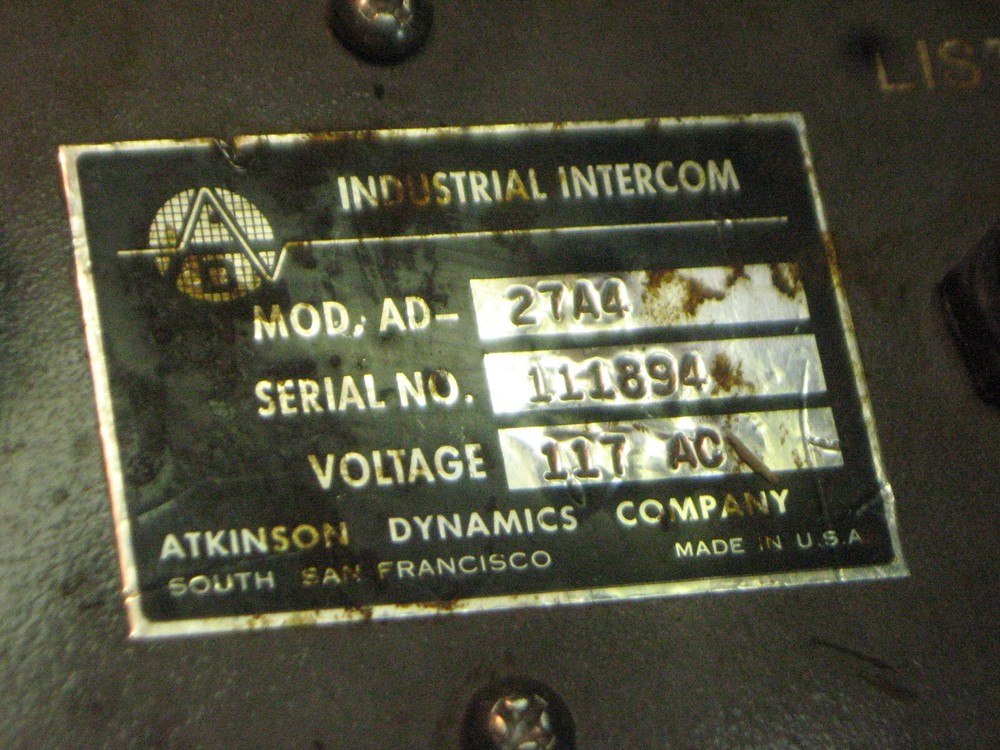 LIST
INDUSTRIAL INTERCOM
MOD. AD- 27A4
SERIAL NO. 111894
VOLTAGE 117 AC
ATKINSON DYNAMICS COMPANY
SOUTH SAN FRANCISCO MADE IN U.S.A.